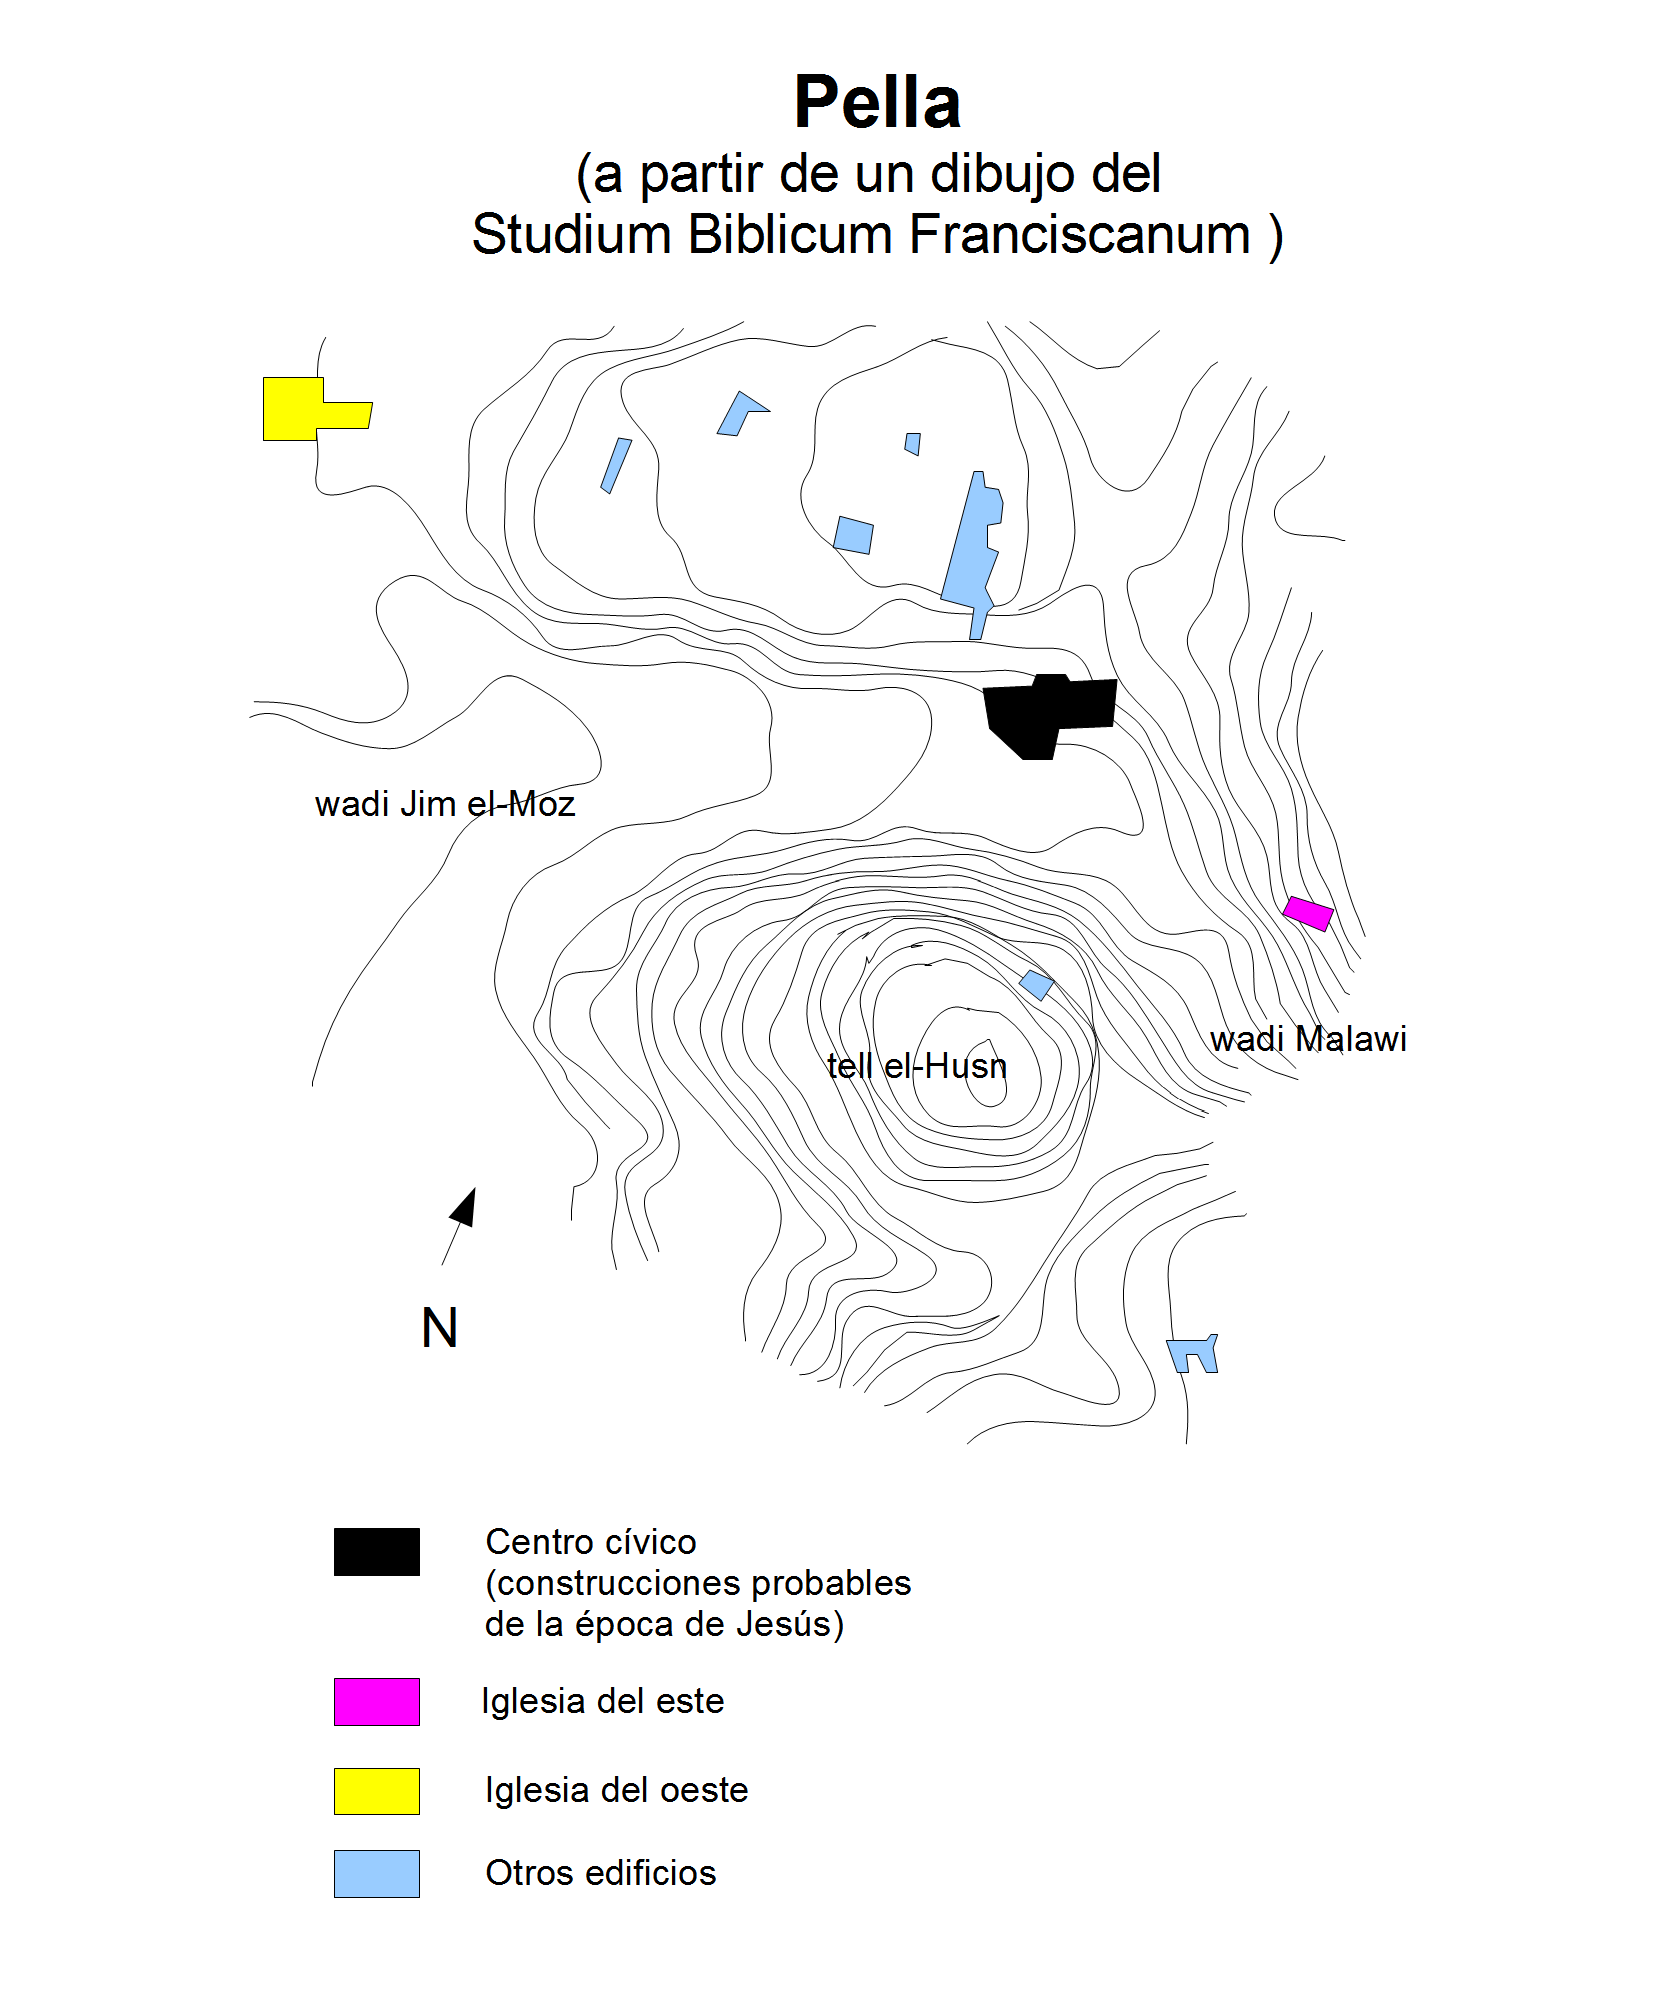 Pella
(a partir de un dibujo del
Studium Biblicum Franciscanum )
wadi Jim el-Moz
wadi Malawi
tell el-Husn
N
Centro cívico
(construcciones probables
de la época de Jesús)
Iglesia del este
Iglesia del oeste
Otros edificios